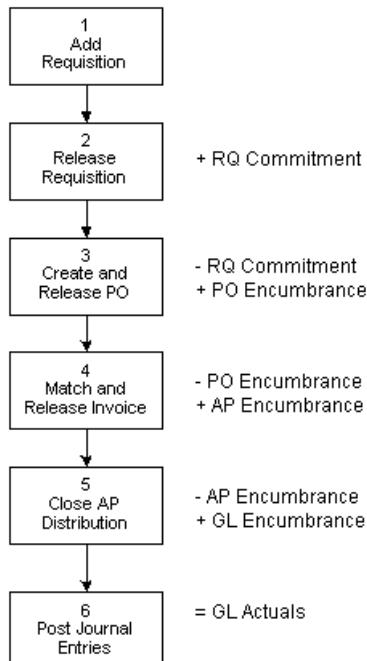 1
Add
Requisition
2
Release
Requisition
+ RQ Commitment
3
Create and
Release PO
- RQ Commitment
+ PO Encumbrance
4
Match and
Release Invoice
- PO Encumbrance
+ AP Encumbrance
5
Close AP
Distribution
- AP Encumbrance
+ GL Encumbrance
6
Post Journal
Entries
= GL Actuals